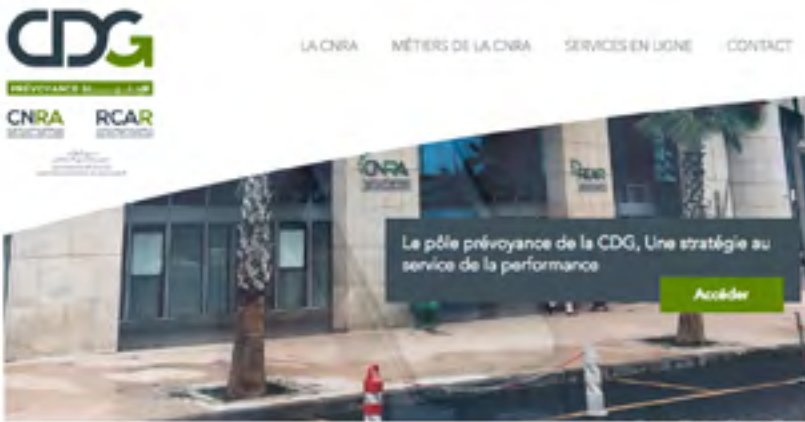 CDG
PRÉVOYANCE
CNRA RCAR
LA CNRA MÉTIERS DE LA CNRA SERVICES EN LIGNE CONTACT
CNRA
RCAR
Le pôle prévoyance de la CDG, Une stratégie au
service de la performance
Accéder